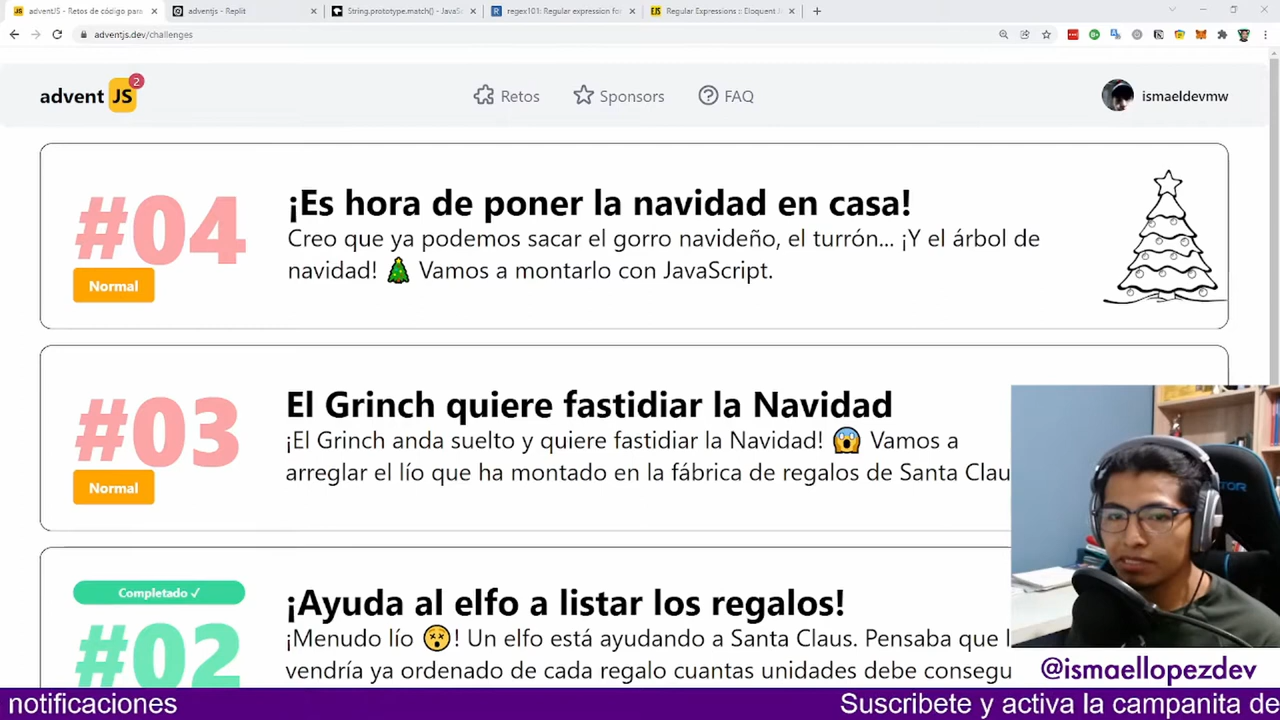 adventJS - Retos de código para
adventjs - Replit
String.prototype.match() - JavaSc
regex101: Regular expression for
Regular Expressions :: Eloquent J
adventjs.dev/challenges
advent JS 2
Retos
Sponsors
FAQ
ismaeldevmw
#04
Normal
¡Es hora de poner la navidad en casa!
Creo que ya podemos sacar el gorro navideño, el turrón... ¡Y el árbol de
navidad! 🎄 Vamos a montarlo con JavaScript.
#03
Normal
El Grinch quiere fastidiar la Navidad
¡El Grinch anda suelto y quiere fastidiar la Navidad! 😱 Vamos a
arreglar el lío que ha montado en la fábrica de regalos de Santa Clau
Completado ✓
#02
¡Ayuda al elfo a listar los regalos!
¡Menudo lío 😵! Un elfo está ayudando a Santa Claus. Pensaba que l
vendría ya ordenado de cada regalo cuantas unidades debe consegu
@ismaellopezdev
notificaciones
Suscribete y activa la campanita de